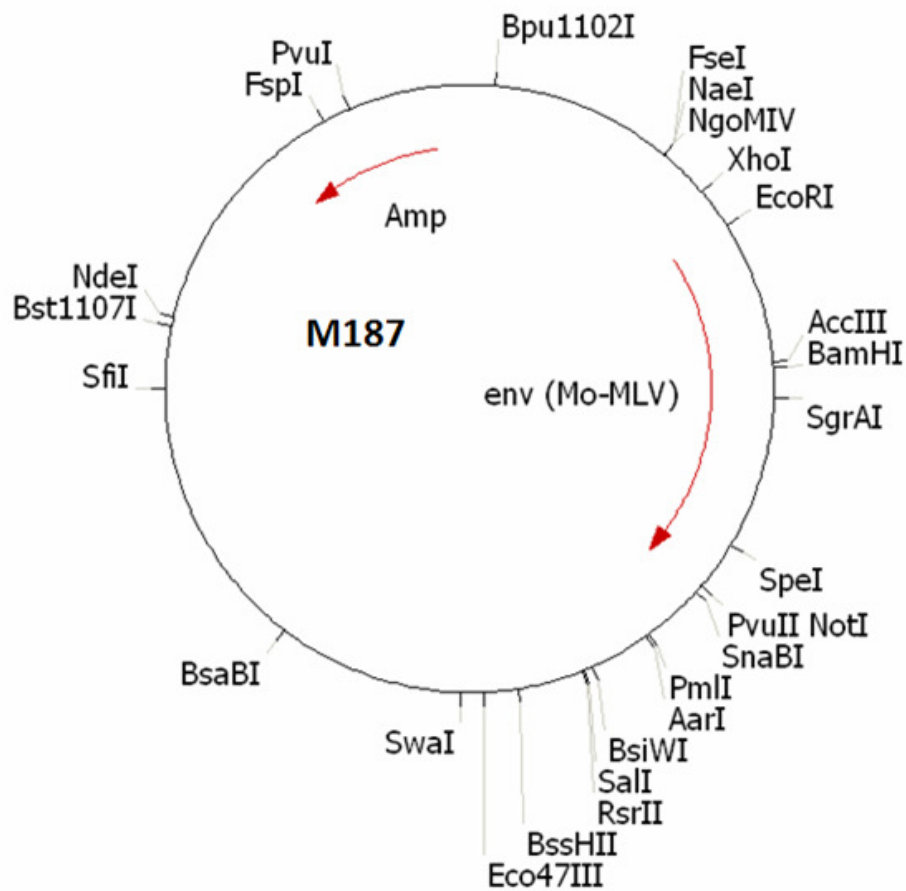 Bpu1102I
PvuI
FspI
FseI
NaeI
NgoMIV
XhoI
EcoRI
Amp
NdeI
Bst1107I
M187
AccIII
BamHI
SfiI
env (Mo-MLV)
SgrAI
SpeI
PvuII NotI
SnaBI
BsaBI
PmlI
AarI
SwaI
BsiWI
SalI
RsrII
BssHII
Eco47III